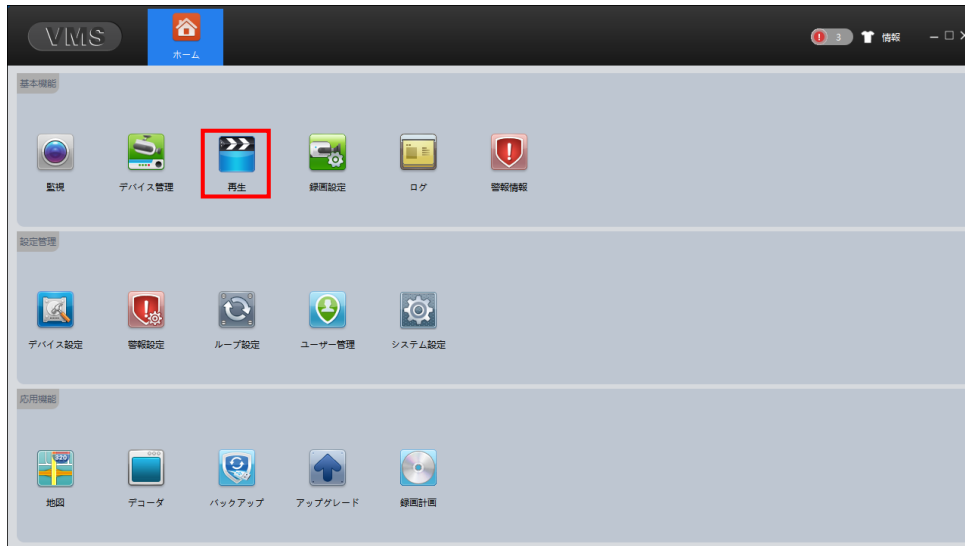 VMS
ホーム
3
情報
基本機能
監視
デバイス管理
再生
録画設定
ログ
警報情報
設定管理
デバイス設定
警報設定
ループ設定
ユーザー管理
システム設定
応用機能
320
地図
デコーダ
バックアップ
アップグレード
録画計画